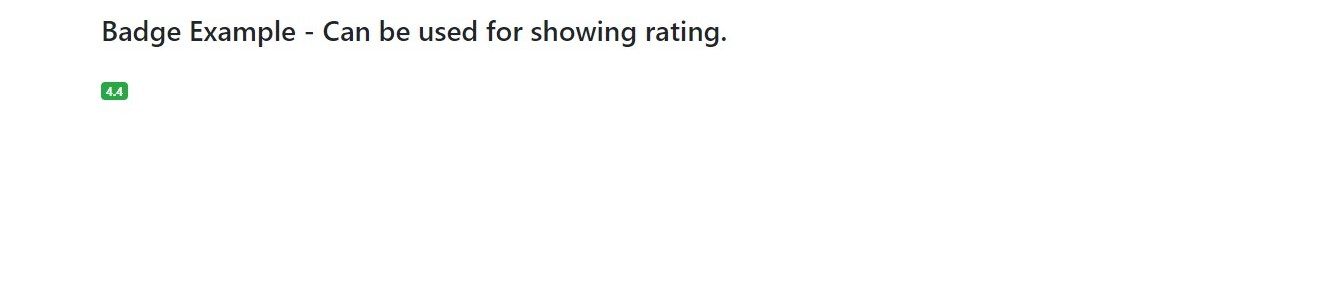 Badge Example - Can be used for showing rating.
4.4